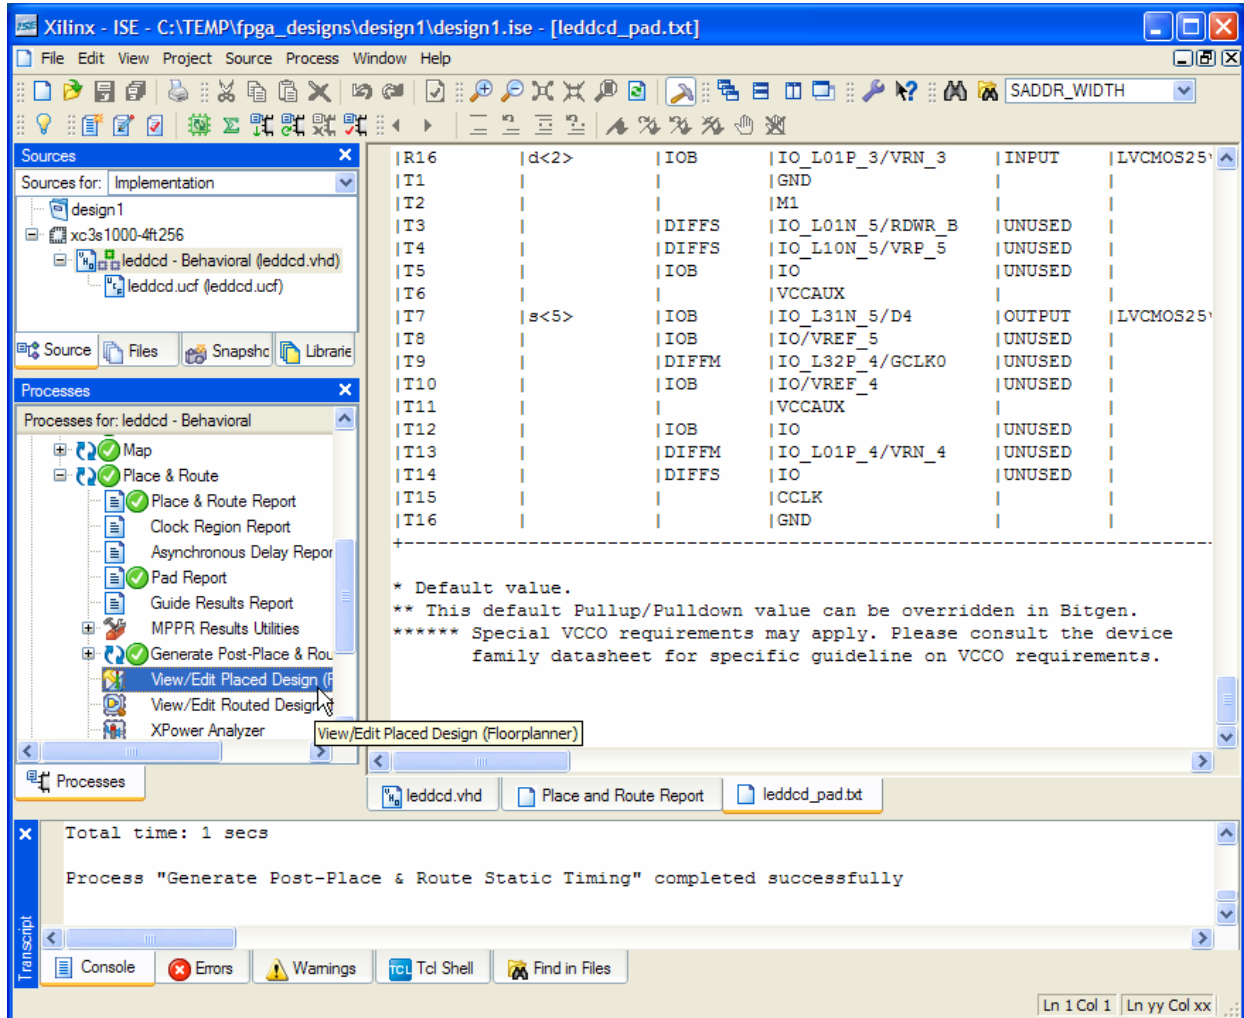 Xilinx - ISE - C:\TEMP\fpga_designs\design1\design1.ise - [leddcd_pad.txt]
File Edit View Project Source Process Window Help
SADDR_WIDTH
Sources
Sources for: Implementation
design1
xc3s1000-4ft256
leddcd - Behavioral (leddcd.vhd)
leddcd.ucf (leddcd.ucf)
Source Files Snapshc Librarie
Processes
Processes for: leddcd - Behavioral
Map
Place & Route
Place & Route Report
Clock Region Report
Asynchronous Delay Repor
Pad Report
Guide Results Report
MPPR Results Utilities
Generate Post-Place & Rou
View/Edit Placed Design (F
View/Edit Routed Design
XPower Analyzer
View/Edit Placed Design (Floorplanner)
Processes
|R16 |d<2> |IOB |IO_L01P_3/VRN_3 |INPUT |LVCMOS25*
|T1 | | |GND | |
|T2 | | |M1 | |
|T3 | |DIFFS |IO_L01N_5/RDWR_B |UNUSED |
|T4 | |DIFFS |IO_L10N_5/VRP_5 |UNUSED |
|T5 | |IOB |IO |UNUSED |
|T6 | | |VCCAUX | |
|T7 |s<5> |IOB |IO_L31N_5/D4 |OUTPUT |LVCMOS25*
|T8 | |IOB |IO/VREF_5 |UNUSED |
|T9 | |DIFFM |IO_L32P_4/GCLK0 |UNUSED |
|T10 | |IOB |IO/VREF_4 |UNUSED |
|T11 | | |VCCAUX | |
|T12 | |IOB |IO |UNUSED |
|T13 | |DIFFM |IO_L01P_4/VRN_4 |UNUSED |
|T14 | |DIFFS |IO |UNUSED |
|T15 | | |CCLK | |
|T16 | | |GND | |
* Default value.
** This default Pullup/Pulldown value can be overridden in Bitgen.
****** Special VCCO requirements may apply. Please consult the device
family datasheet for specific guideline on VCCO requirements.
leddcd.vhd Place and Route Report leddcd_pad.txt
Total time: 1 secs
Process "Generate Post-Place & Route Static Timing" completed successfully
Transcript
Console Errors Warnings TCL Tcl Shell Find in Files
Ln 1 Col 1 Ln yy Col xx